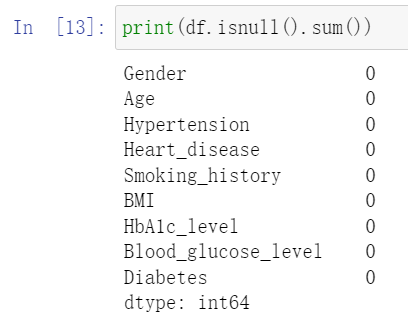 In [13]: print(df.isnull().sum())
Gender 0
Age 0
Hypertension 0
Heart_disease 0
Smoking_history 0
BMI 0
HbA1c_level 0
Blood_glucose_level 0
Diabetes 0
dtype: int64